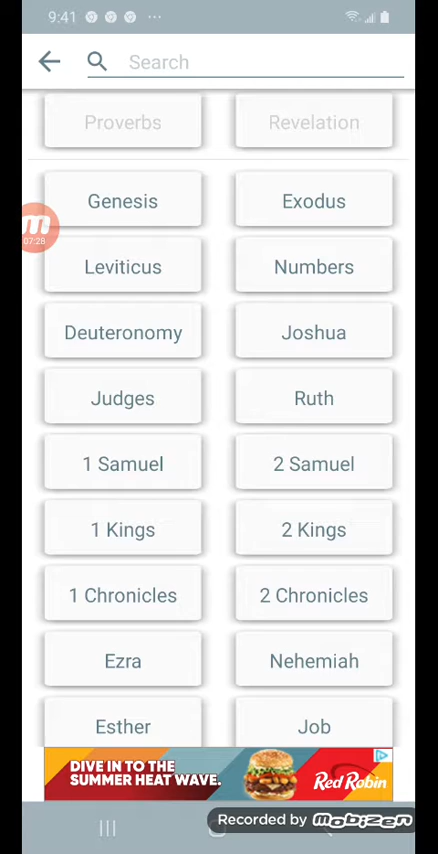 9:41
Search
Proverbs Revelation
Genesis Exodus
07:28
Leviticus Numbers
Deuteronomy Joshua
Judges Ruth
1 Samuel 2 Samuel
1 Kings 2 Kings
1 Chronicles 2 Chronicles
Ezra Nehemiah
Esther Job
DIVE IN TO THE
SUMMER HEAT WAVE.
Red Robin
Recorded by mobizen